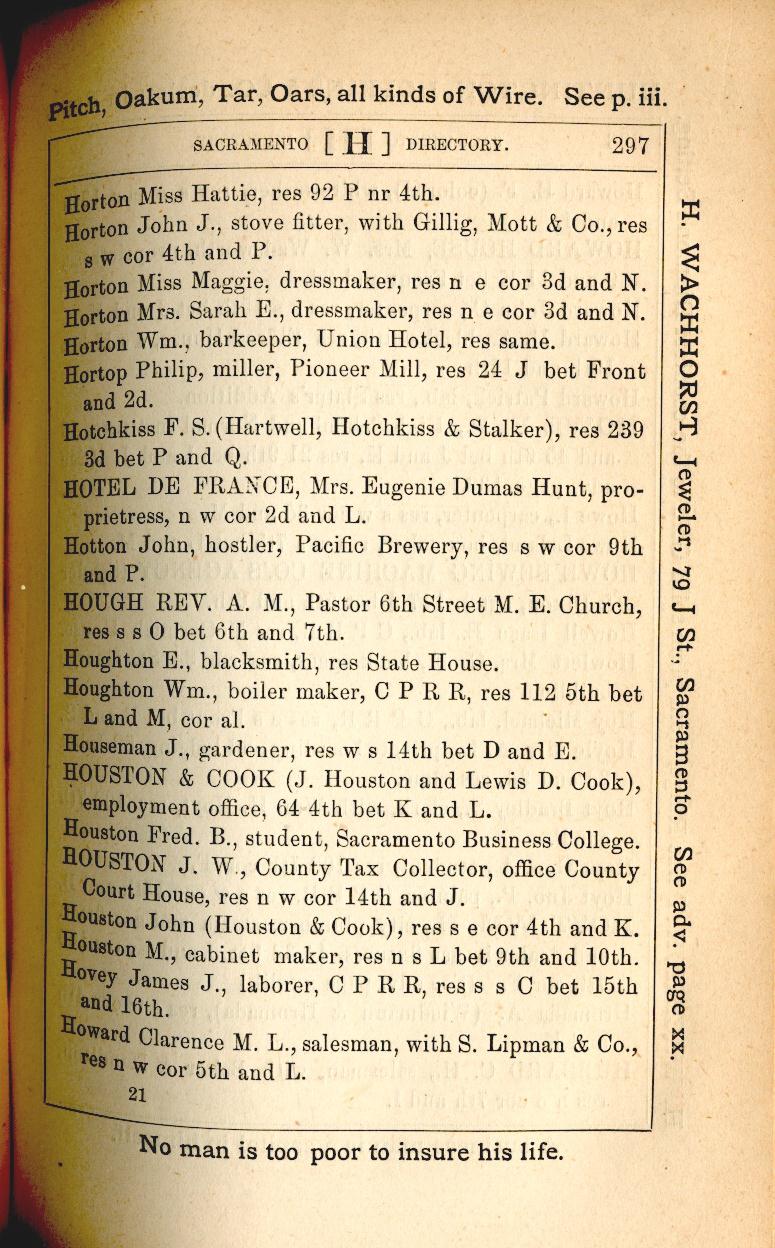 Pitch, Oakum, Tar, Oars, all kinds of Wire. See p. iii.
SACRAMENTO [ H ] DIRECTORY. 297
Horton Miss Hattie, res 92 P nr 4th.
Horton John J., stove fitter, with Gillig, Mott & Co., res
s w cor 4th and P.
Horton Miss Maggie, dressmaker, res n e cor 3d and N.
Horton Mrs. Sarah E., dressmaker, res n e cor 3d and N.
Horton Wm., barkeeper, Union Hotel, res same.
Hortop Philip, miller, Pioneer Mill, res 24 J bet Front
and 2d.
Hotchkiss F. S. (Hartwell, Hotchkiss & Stalker), res 239
3d bet P and Q.
HOTEL DE FRANCE, Mrs. Eugenie Dumas Hunt, pro-
prietress, n w cor 2d and L.
Hotton John, hostler, Pacific Brewery, res s w cor 9th
and P.
HOUGH REV. A. M., Pastor 6th Street M. E. Church,
res s s O bet 6th and 7th.
Houghton E., blacksmith, res State House.
Houghton Wm., boiler maker, C P R R, res 112 5th bet
L and M, cor al.
Houseman J., gardener, res w s 14th bet D and E.
HOUSTON & COOK (J. Houston and Lewis D. Cook),
employment office, 64 4th bet K and L.
Houston Fred. B., student, Sacramento Business College.
HOUSTON J. W., County Tax Collector, office County
Court House, res n w cor 14th and J.
Houston John (Houston & Cook), res s e cor 4th and K.
Houston M., cabinet maker, res n s L bet 9th and 10th.
Hovey James J., laborer, C P R R, res s s C bet 15th
and 16th.
Howard Clarence M. L., salesman, with S. Lipman & Co.,
res n w cor 5th and L.
21
No man is too poor to insure his life.
H. WACHHORST, Jeweler, 79 J St., Sacramento. See adv. page xx.